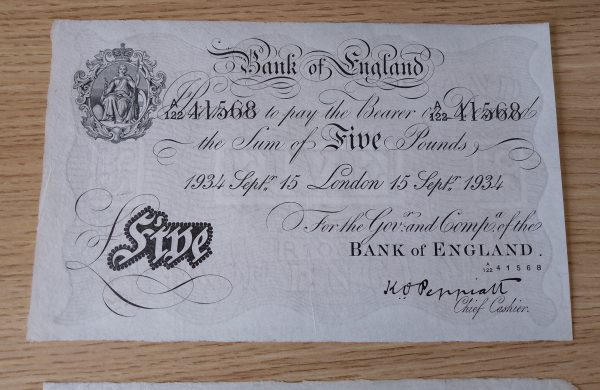 Bank of England
A/122 41568 A/122 41568
to pay the Bearer on Demand
the Sum of Five Pounds
1934 Septr. 15 London 15 Septr. 1934
For the Govr. and Compa. of the
BANK of ENGLAND.
A/122 41568
Five
K O Peppiatt
Chief Cashier.